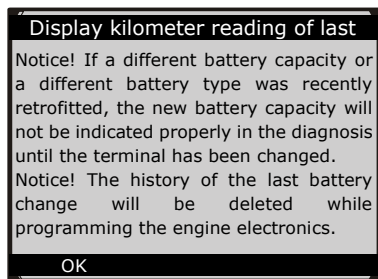 Display kilometer reading of last
Notice! If a different battery capacity or
a different battery type was recently
retrofitted, the new battery capacity will
not be indicated properly in the diagnosis
until the terminal has been changed.
Notice! The history of the last battery
change will be deleted while
programming the engine electronics.
OK